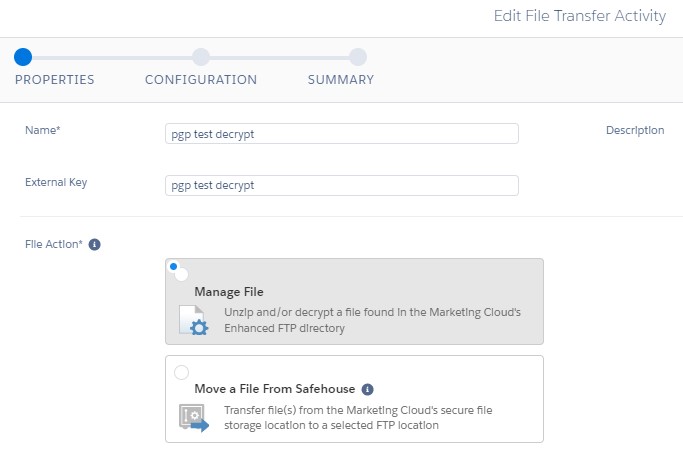 Edit File Transfer Activity
PROPERTIES CONFIGURATION SUMMARY
Name* pgp test decrypt Description
External Key pgp test decrypt
File Action*
Manage File
Unzip and/or decrypt a file found in the Marketing Cloud's
Enhanced FTP directory
Move a File From Safehouse
Transfer file(s) from the Marketing Cloud's secure file
storage location to a selected FTP location